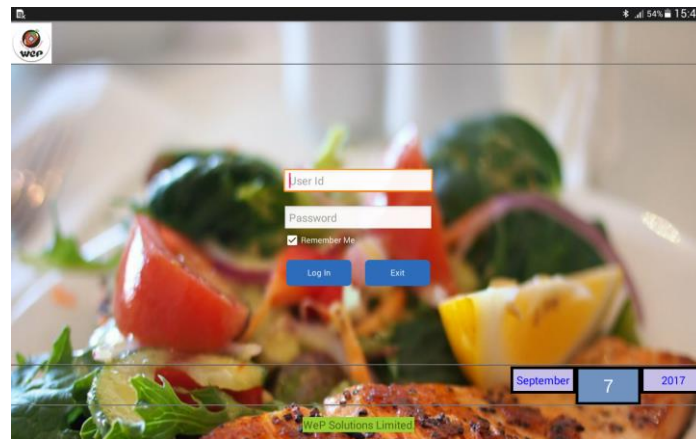 54% 15:4
WeP
User Id
Password
Remember Me
Log In Exit
September 7 2017
WeP Solutions Limited